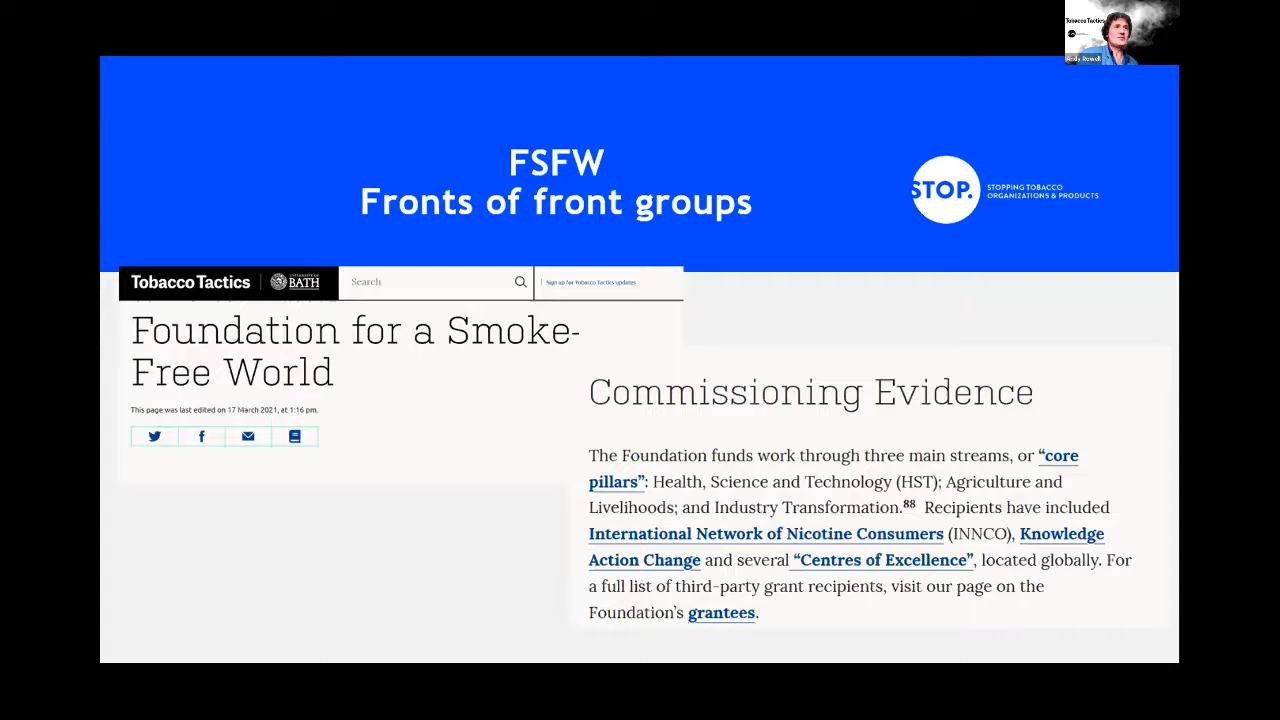 Tobacco Tactics
Andy Rowell
FSFW
Fronts of front groups
STOP.
STOPPING TOBACCO
ORGANIZATIONS & PRODUCTS
Tobacco Tactics
UNIVERSITY OF
BATH
Search
Sign up for Tobacco Tactics updates
Foundation for a Smoke-
Free World
This page was last edited on 17 March 2021, at 1:16 pm.
Commissioning Evidence
The Foundation funds work through three main streams, or “core
pillars”: Health, Science and Technology (HST); Agriculture and
Livelihoods; and Industry Transformation.88 Recipients have included
International Network of Nicotine Consumers (INNCO), Knowledge
Action Change and several “Centres of Excellence”, located globally. For
a full list of third-party grant recipients, visit our page on the
Foundation’s grantees.